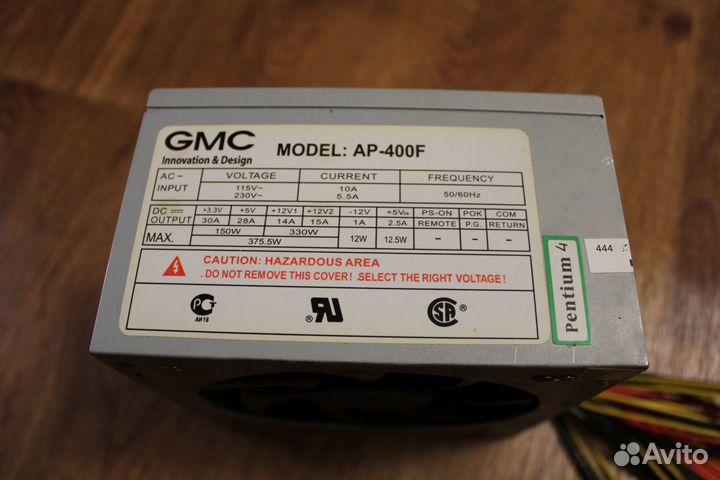 GMC
Innovation & Design
MODEL: AP-400F
AC~ INPUT VOLTAGE CURRENT FREQUENCY
115V~ 10A 50/60Hz
230V~ 5.5A
DC OUTPUT +3.3V +5V +12V1 +12V2 -12V +5Vsb PS-ON POK COM
30A 28A 14A 15A 1A 2.5A REMOTE P.G. RETURN
MAX. 150W 330W 12W 12.5W - - -
375.5W
CAUTION: HAZARDOUS AREA
.DO NOT REMOVE THIS COVER! .SELECT THE RIGHT VOLTAGE!
АИ18
Pentium 4
444
Avito